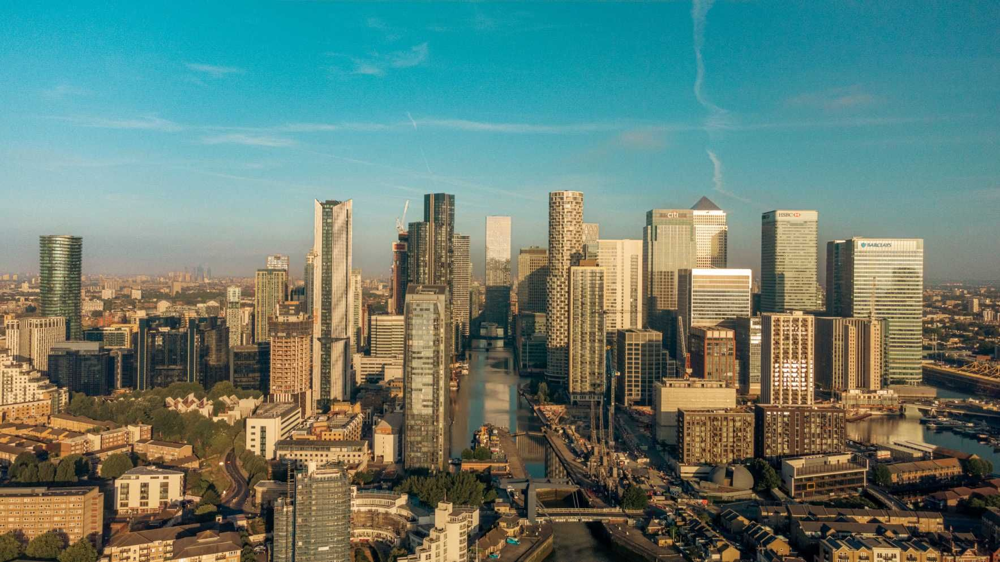 citi
HSBC
BARCLAYS
WEST INDIA DOCK